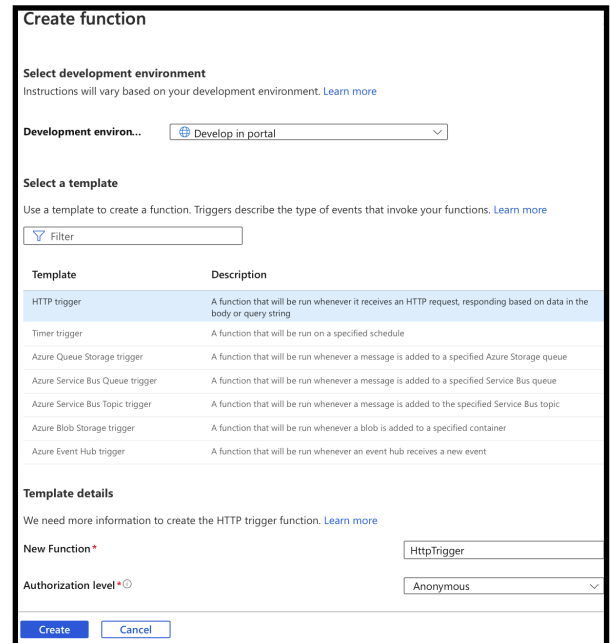 Create function
Select development environment
Instructions will vary based on your development environment. Learn more
Development environ... Develop in portal
Select a template
Use a template to create a function. Triggers describe the type of events that invoke your functions. Learn more
Filter
Template Description
HTTP trigger A function that will be run whenever it receives an HTTP request, responding based on data in the
body or query string
Timer trigger A function that will be run on a specified schedule
Azure Queue Storage trigger A function that will be run whenever a message is added to a specified Azure Storage queue
Azure Service Bus Queue trigger A function that will be run whenever a message is added to a specified Service Bus queue
Azure Service Bus Topic trigger A function that will be run whenever a message is added to the specified Service Bus topic
Azure Blob Storage trigger A function that will be run whenever a blob is added to a specified container
Azure Event Hub trigger A function that will be run whenever an event hub receives a new event
Template details
We need more information to create the HTTP trigger function. Learn more
New Function * HttpTrigger
Authorization level * Anonymous
Create Cancel